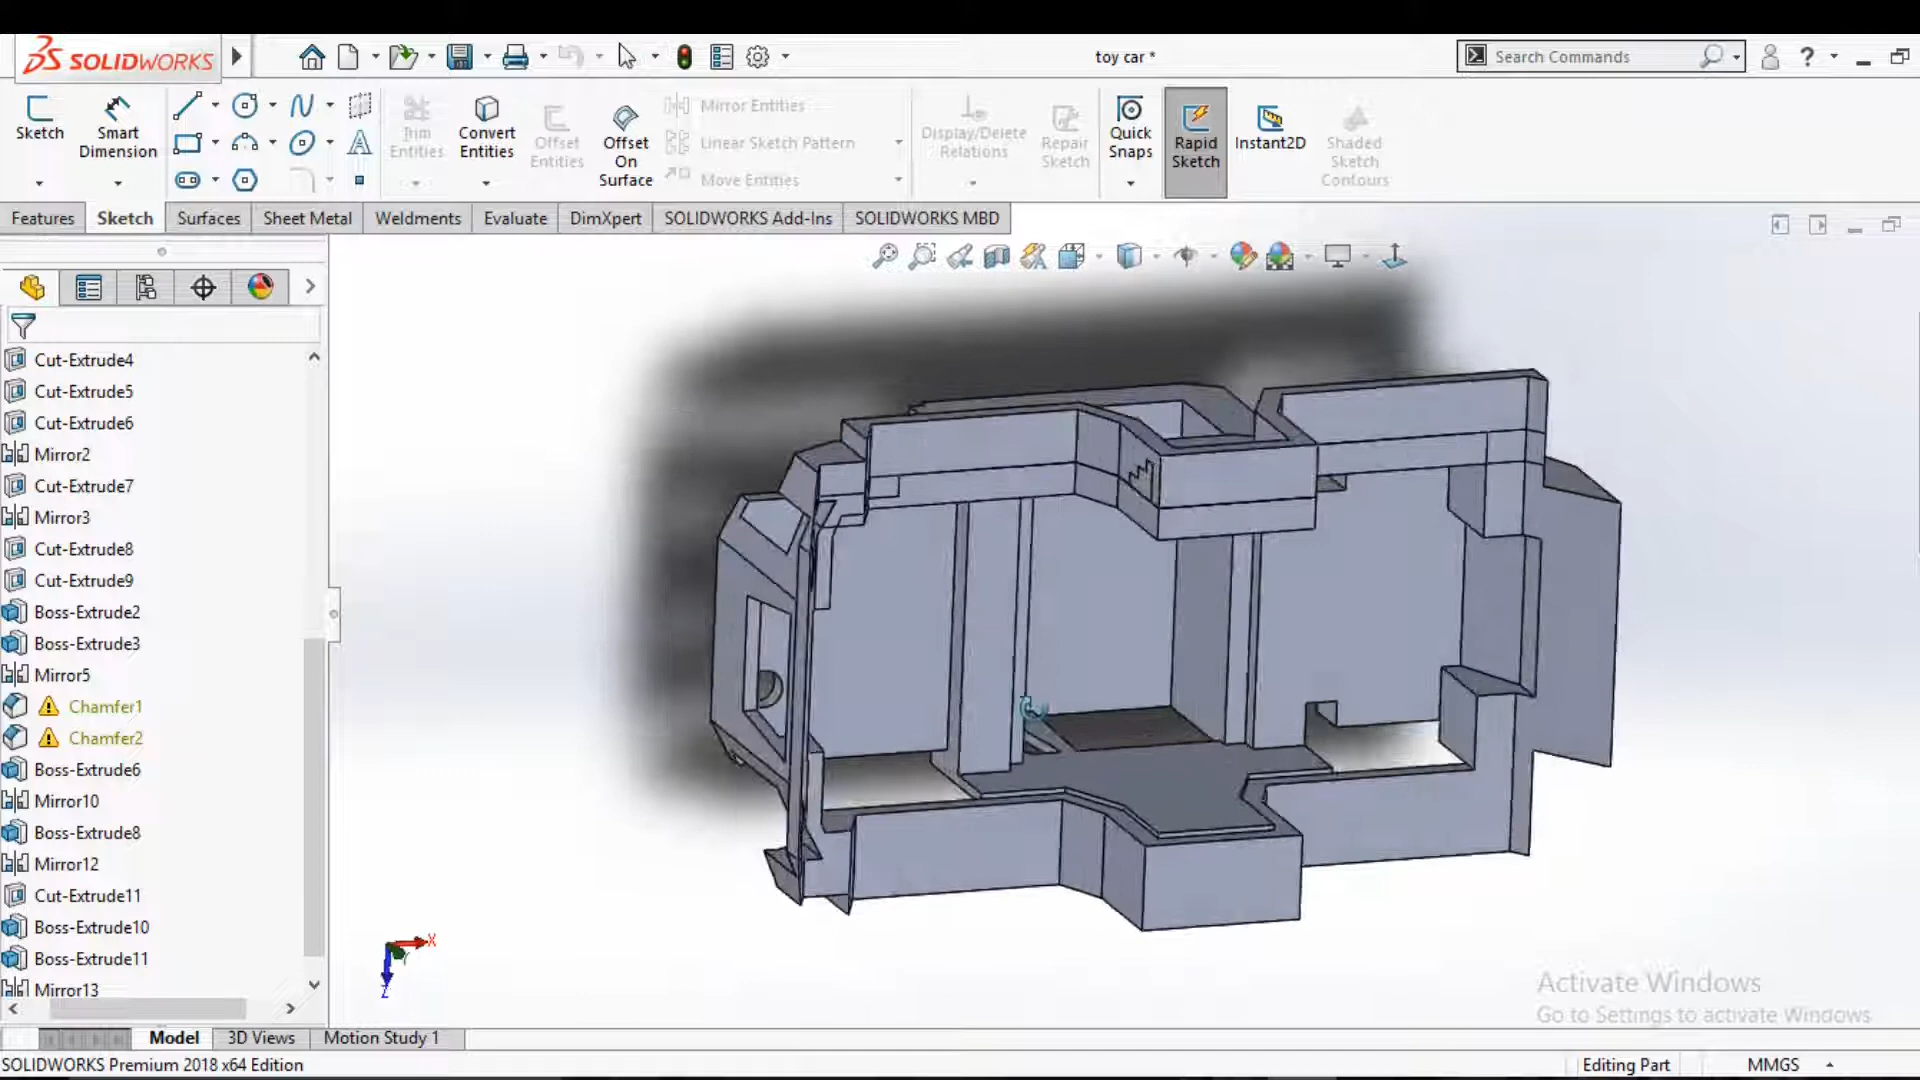 SOLIDWORKS
toy car *
Search Commands
?
Sketch
Smart
Dimension
Trim
Entities
Convert
Entities
Offset
Entities
Offset
On
Surface
Mirror Entities
Linear Sketch Pattern
Move Entities
Display/Delete
Relations
Repair
Sketch
Quick
Snaps
Rapid
Sketch
Instant2D
Shaded
Sketch
Contours
Features
Sketch
Surfaces
Sheet Metal
Weldments
Evaluate
DimXpert
SOLIDWORKS Add-Ins
SOLIDWORKS MBD
Cut-Extrude4
Cut-Extrude5
Cut-Extrude6
Mirror2
Cut-Extrude7
Mirror3
Cut-Extrude8
Cut-Extrude9
Boss-Extrude2
Boss-Extrude3
Mirror5
Chamfer1
Chamfer2
Boss-Extrude6
Mirror10
Boss-Extrude8
Mirror12
Cut-Extrude11
Boss-Extrude10
Boss-Extrude11
Mirror13
X
Z
Activate Windows
Go to Settings to activate Windows
Model
3D Views
Motion Study 1
SOLIDWORKS Premium 2018 x64 Edition
Editing Part
MMGS